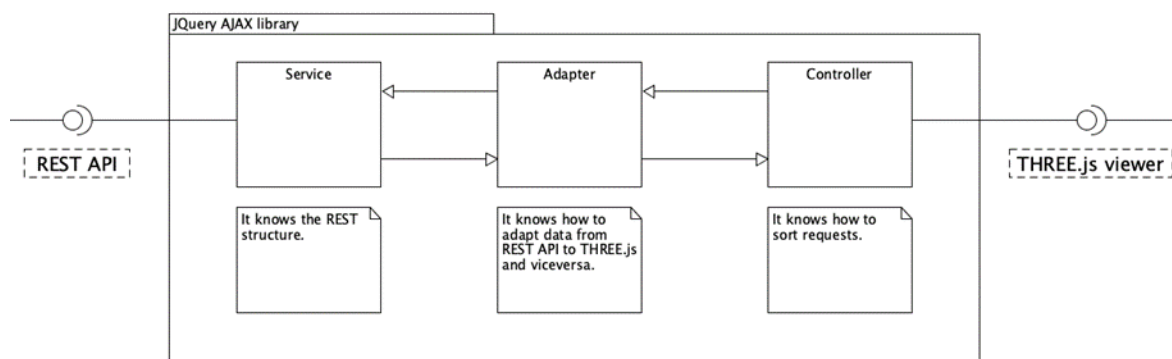 JQuery AJAX library
Service
Adapter
Controller
REST API
THREE.js viewer
It knows the REST
structure.
It knows how to
adapt data from
REST API to THREE.js
and viceversa.
It knows how to
sort requests.